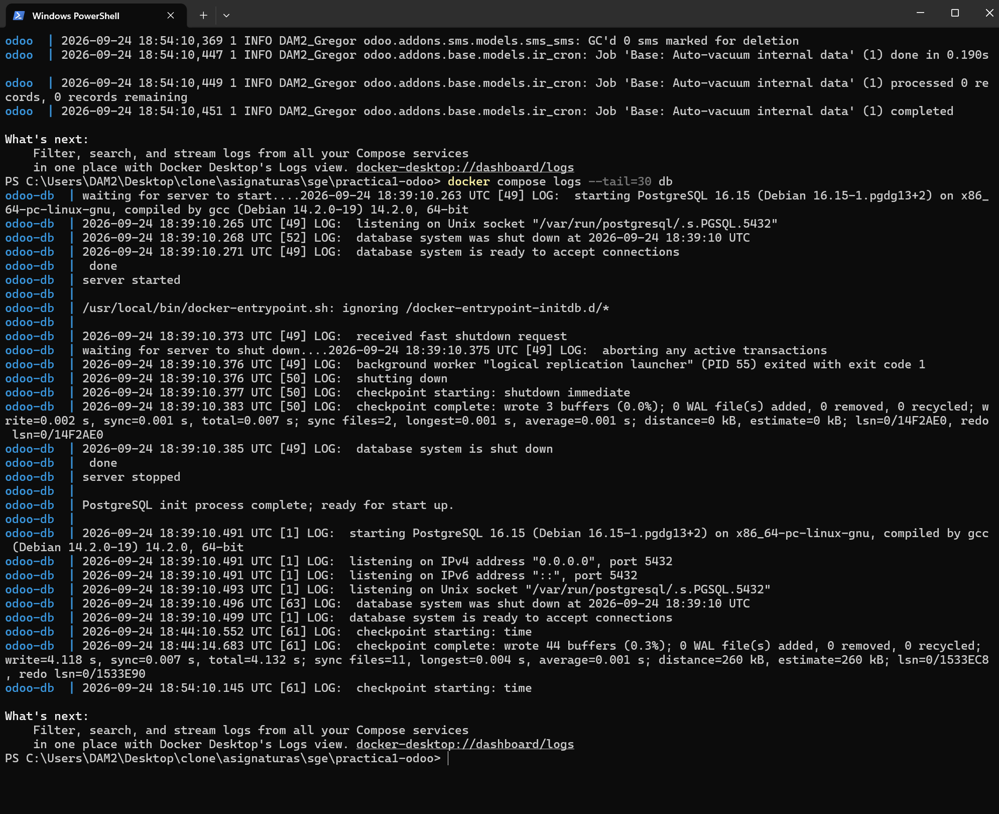 Windows PowerShell
odoo  | 2026-09-24 18:54:10,369 1 INFO DAM2_Gregor odoo.addons.sms.models.sms_sms: GC'd 0 sms marked for deletion
odoo  | 2026-09-24 18:54:10,447 1 INFO DAM2_Gregor odoo.addons.base.models.ir_cron: Job 'Base: Auto-vacuum internal data' (1) done in 0.190s
odoo  | 2026-09-24 18:54:10,449 1 INFO DAM2_Gregor odoo.addons.base.models.ir_cron: Job 'Base: Auto-vacuum internal data' (1) processed 0 re
cords, 0 records remaining
odoo  | 2026-09-24 18:54:10,451 1 INFO DAM2_Gregor odoo.addons.base.models.ir_cron: Job 'Base: Auto-vacuum internal data' (1) completed
What's next:
    Filter, search, and stream logs from all your Compose services
    in one place with Docker Desktop's Logs view. docker-desktop://dashboard/logs
PS C:\Users\DAM2\Desktop\clone\asignaturas\sge\practica1-odoo> docker compose logs --tail=30 db
odoo-db  | waiting for server to start....2026-09-24 18:39:10.263 UTC [49] LOG:  starting PostgreSQL 16.15 (Debian 16.15-1.pgdg13+2) on x86_
64-pc-linux-gnu, compiled by gcc (Debian 14.2.0-19) 14.2.0, 64-bit
odoo-db  | 2026-09-24 18:39:10.265 UTC [49] LOG:  listening on Unix socket "/var/run/postgresql/.s.PGSQL.5432"
odoo-db  | 2026-09-24 18:39:10.268 UTC [52] LOG:  database system was shut down at 2026-09-24 18:39:10 UTC
odoo-db  | 2026-09-24 18:39:10.271 UTC [49] LOG:  database system is ready to accept connections
odoo-db  |  done
odoo-db  | server started
odoo-db  |
odoo-db  | /usr/local/bin/docker-entrypoint.sh: ignoring /docker-entrypoint-initdb.d/*
odoo-db  |
odoo-db  | 2026-09-24 18:39:10.373 UTC [49] LOG:  received fast shutdown request
odoo-db  | waiting for server to shut down....2026-09-24 18:39:10.375 UTC [49] LOG:  aborting any active transactions
odoo-db  | 2026-09-24 18:39:10.376 UTC [49] LOG:  background worker "logical replication launcher" (PID 55) exited with exit code 1
odoo-db  | 2026-09-24 18:39:10.376 UTC [50] LOG:  shutting down
odoo-db  | 2026-09-24 18:39:10.377 UTC [50] LOG:  checkpoint starting: shutdown immediate
odoo-db  | 2026-09-24 18:39:10.383 UTC [50] LOG:  checkpoint complete: wrote 3 buffers (0.0%); 0 WAL file(s) added, 0 removed, 0 recycled; w
rite=0.002 s, sync=0.001 s, total=0.007 s; sync files=2, longest=0.001 s, average=0.001 s; distance=0 kB, estimate=0 kB; lsn=0/14F2AE0, redo
 lsn=0/14F2AE0
odoo-db  | 2026-09-24 18:39:10.385 UTC [49] LOG:  database system is shut down
odoo-db  |  done
odoo-db  | server stopped
odoo-db  |
odoo-db  | PostgreSQL init process complete; ready for start up.
odoo-db  |
odoo-db  | 2026-09-24 18:39:10.491 UTC [1] LOG:  starting PostgreSQL 16.15 (Debian 16.15-1.pgdg13+2) on x86_64-pc-linux-gnu, compiled by gcc
 (Debian 14.2.0-19) 14.2.0, 64-bit
odoo-db  | 2026-09-24 18:39:10.491 UTC [1] LOG:  listening on IPv4 address "0.0.0.0", port 5432
odoo-db  | 2026-09-24 18:39:10.491 UTC [1] LOG:  listening on IPv6 address "::", port 5432
odoo-db  | 2026-09-24 18:39:10.493 UTC [1] LOG:  listening on Unix socket "/var/run/postgresql/.s.PGSQL.5432"
odoo-db  | 2026-09-24 18:39:10.496 UTC [63] LOG:  database system was shut down at 2026-09-24 18:39:10 UTC
odoo-db  | 2026-09-24 18:39:10.499 UTC [1] LOG:  database system is ready to accept connections
odoo-db  | 2026-09-24 18:44:10.552 UTC [61] LOG:  checkpoint starting: time
odoo-db  | 2026-09-24 18:44:14.683 UTC [61] LOG:  checkpoint complete: wrote 44 buffers (0.3%); 0 WAL file(s) added, 0 removed, 0 recycled;
write=4.118 s, sync=0.007 s, total=4.132 s; sync files=11, longest=0.004 s, average=0.001 s; distance=260 kB, estimate=260 kB; lsn=0/1533EC8
, redo lsn=0/1533E90
odoo-db  | 2026-09-24 18:54:10.145 UTC [61] LOG:  checkpoint starting: time
What's next:
    Filter, search, and stream logs from all your Compose services
    in one place with Docker Desktop's Logs view. docker-desktop://dashboard/logs
PS C:\Users\DAM2\Desktop\clone\asignaturas\sge\practica1-odoo>